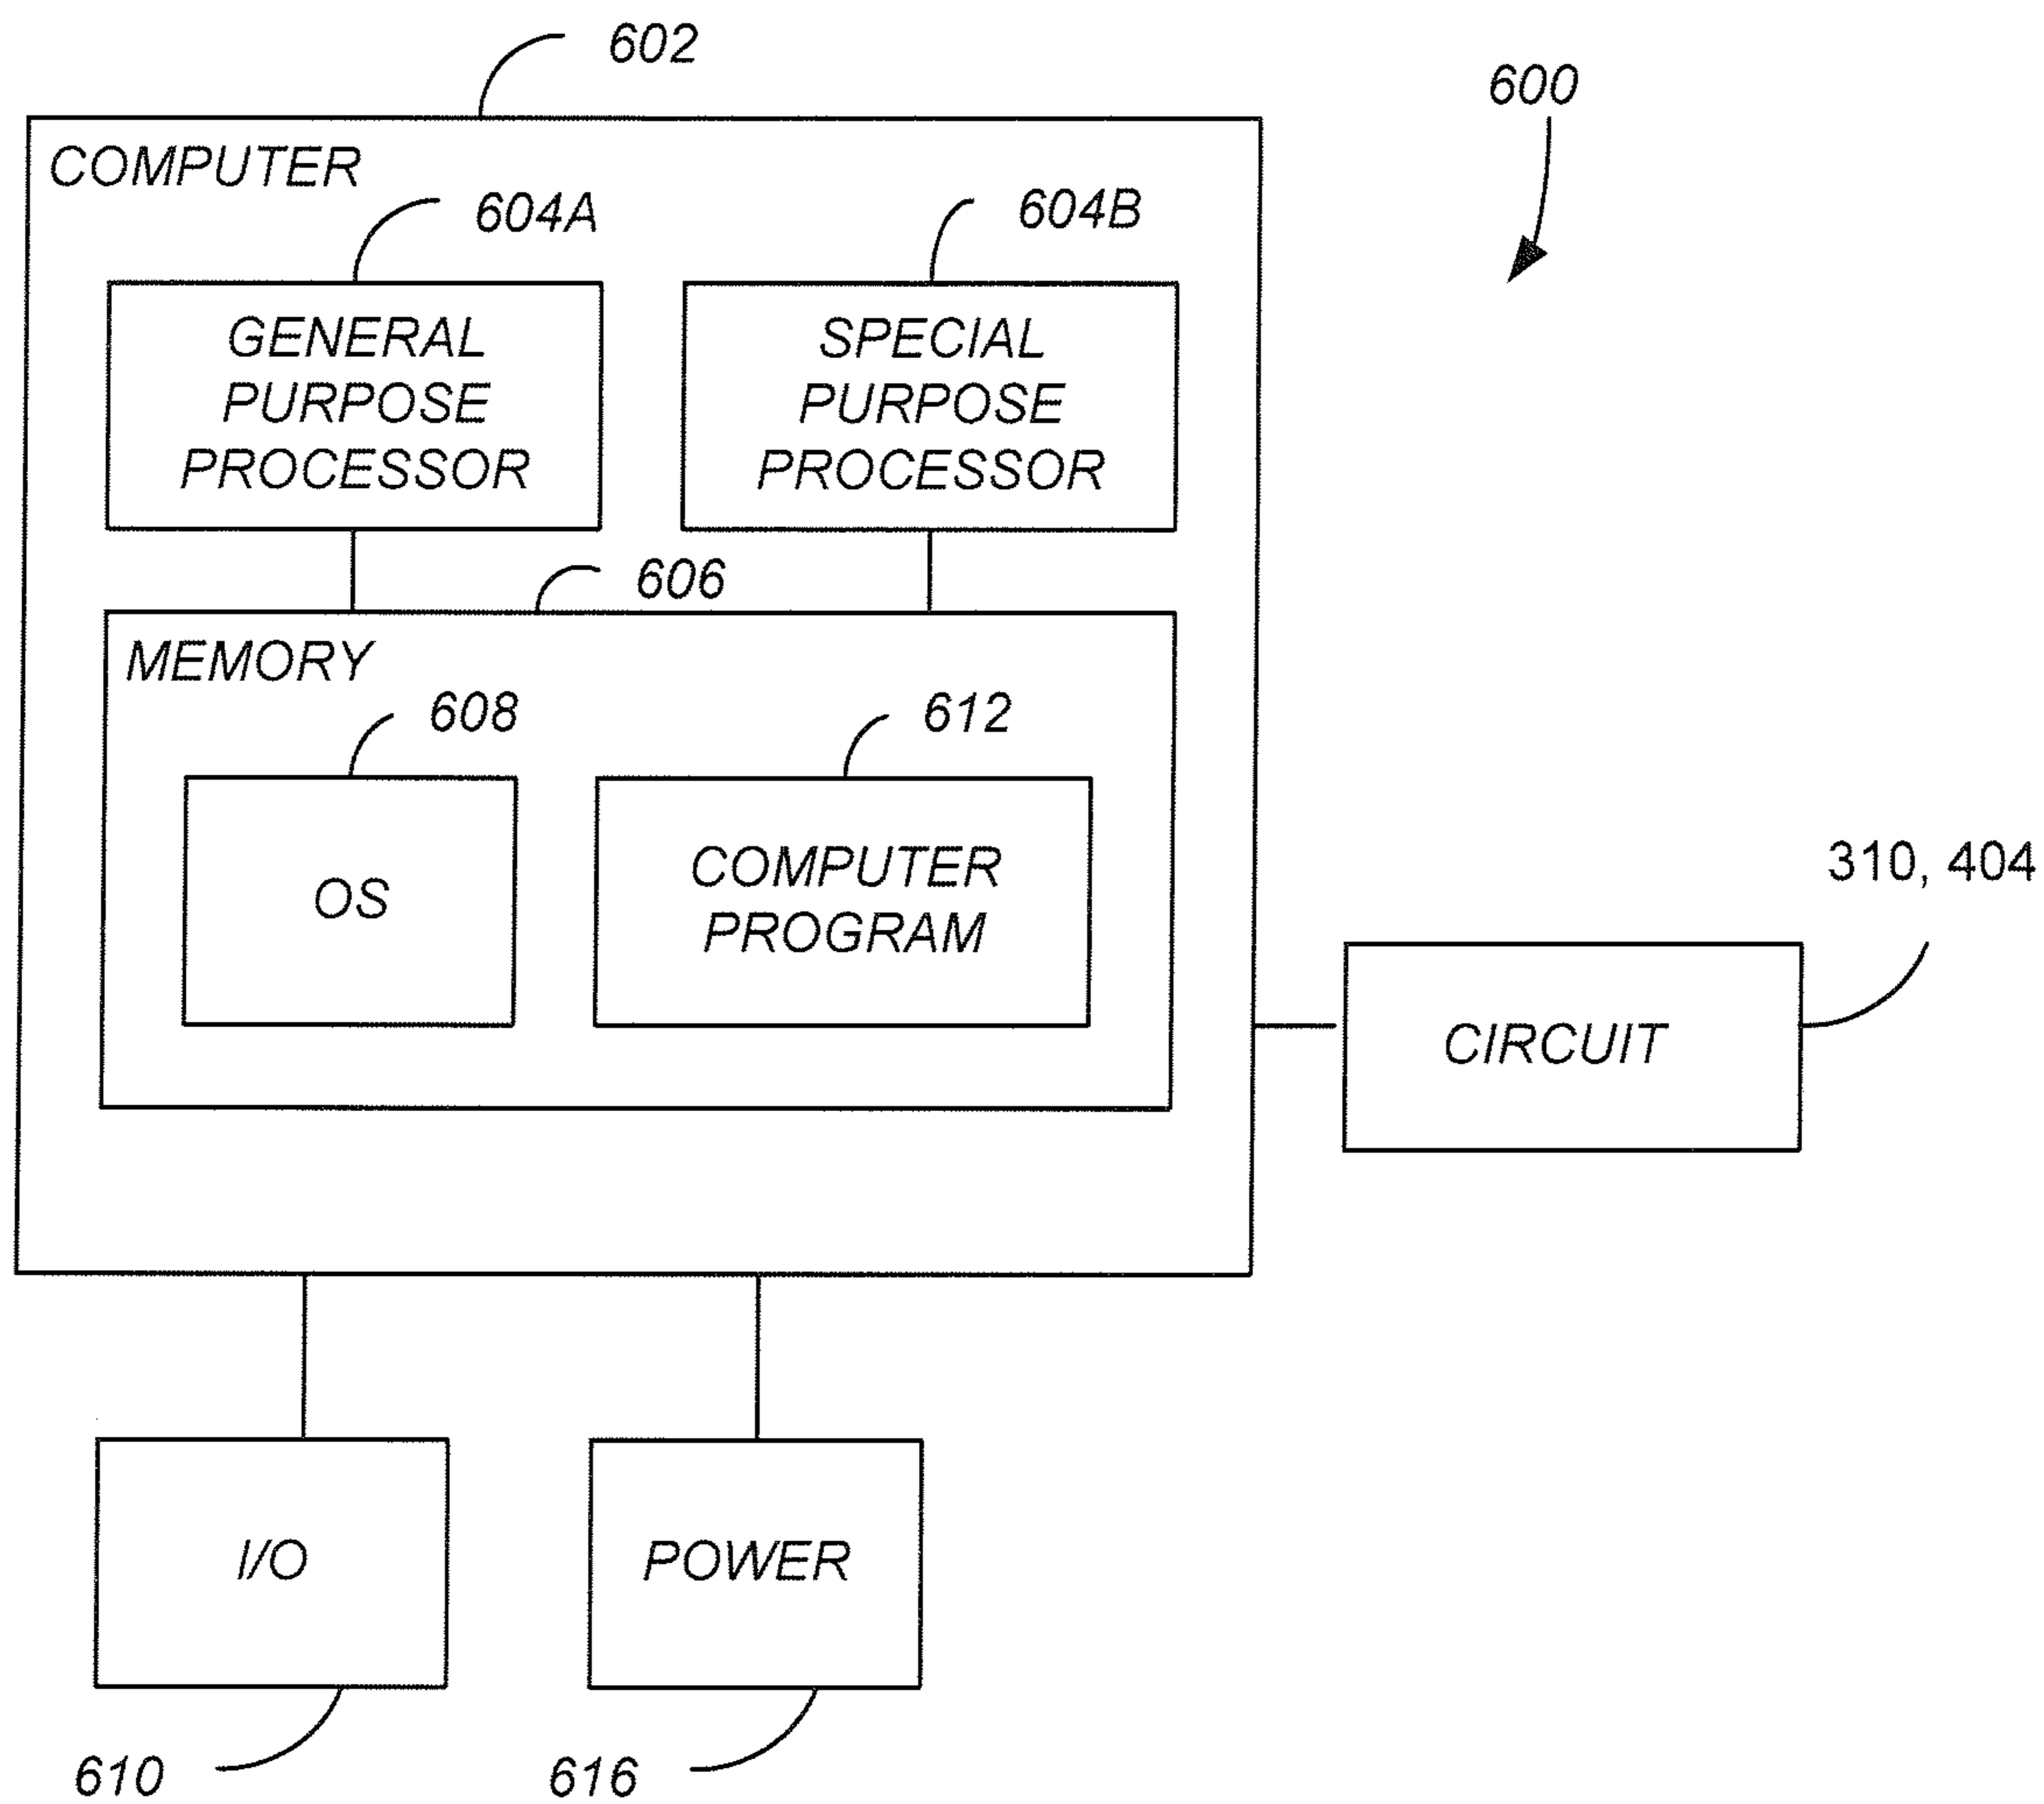 602
600
COMPUTER
604A
604B
GENERAL
PURPOSE
PROCESSOR
SPECIAL
PURPOSE
PROCESSOR
606
MEMORY
608
612
OS
COMPUTER
PROGRAM
310, 404
CIRCUIT
I/O
POWER
610
616